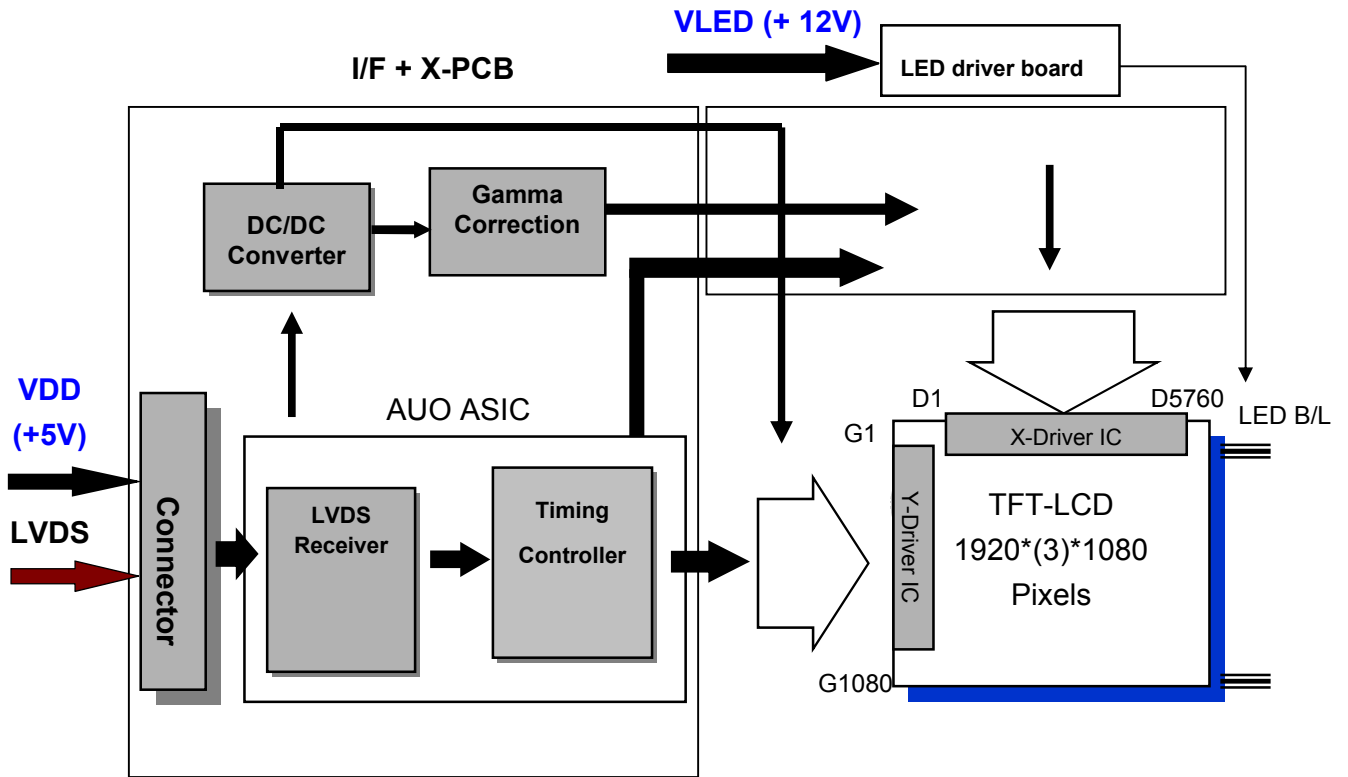 VLED (+ 12V)
LED driver board
I/F + X-PCB
Gamma
Correction
DC/DC
Converter
VDD
(+5V)
LVDS
Connector
AUO ASIC
LVDS
Receiver
Timing
Controller
D1
D5760
LED B/L
G1
X-Driver IC
Y-Driver IC
TFT-LCD
1920*(3)*1080
Pixels
G1080